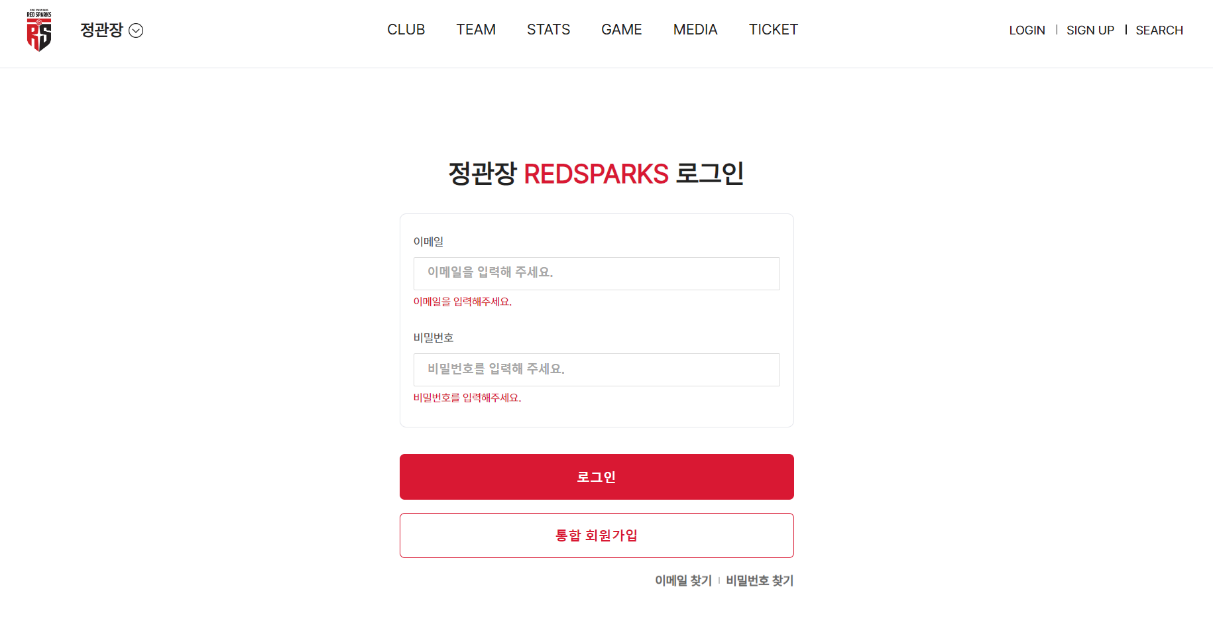 RED SPARKS
RS
정관장
CLUB TEAM STATS GAME MEDIA TICKET
LOGIN | SIGN UP | SEARCH
정관장 REDSPARKS 로그인
이메일
이메일을 입력해 주세요.
이메일을 입력해주세요.
비밀번호
비밀번호를 입력해 주세요.
비밀번호를 입력해주세요.
로그인
통합 회원가입
이메일 찾기 | 비밀번호 찾기